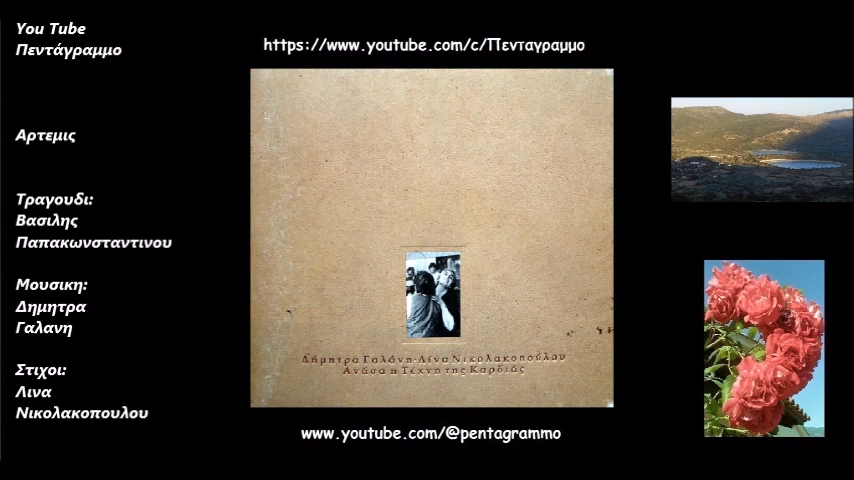 You Tube
Πεντάγραμμο
Αρτεμις
Τραγουδι:
Βασιλης
Παπακωνσταντινου
Μουσικη:
Δημητρα
Γαλανη
Στιχοι:
Λινα
Νικολακοπουλου
https://www.youtube.com/c/Πενταγραμμο
Δήμητρα Γαλάνη·Λίνα Νικολακοπούλου
Ανάσα η Τέχνη της Καρδιάς
www.youtube.com/@pentagrammo